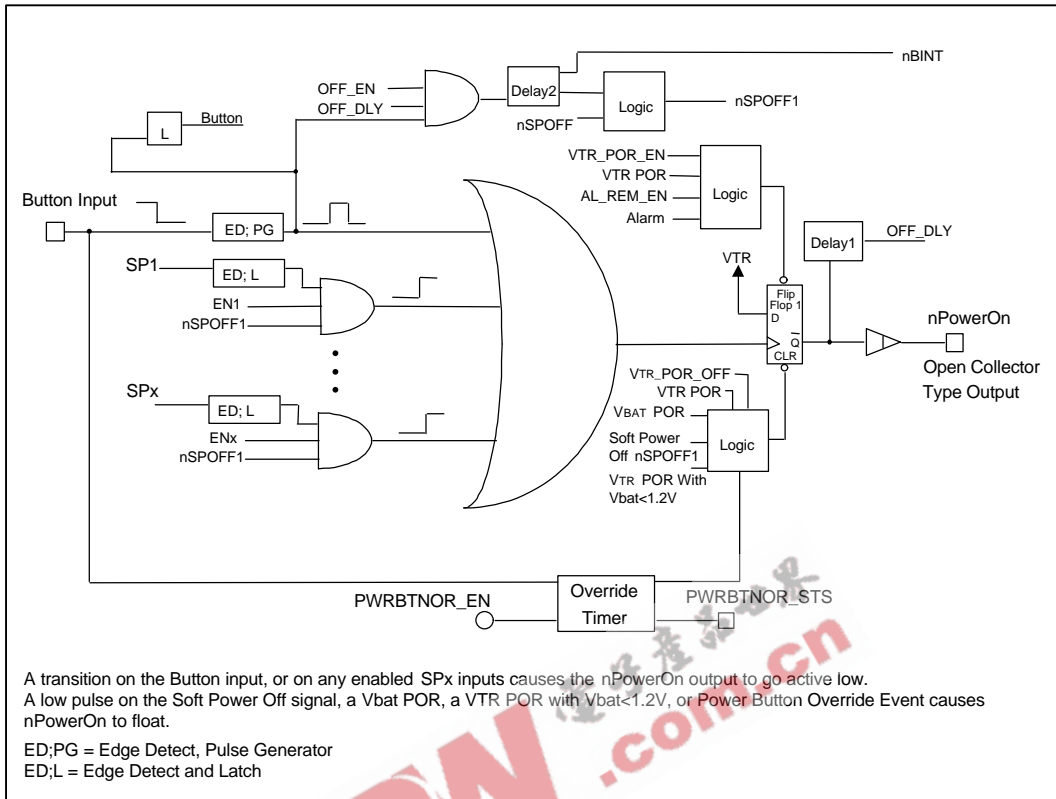 nBINT
OFF_EN
OFF_DLY
Delay2
Logic
nSPOFF1
nSPOFF
Button
L
VTR_POR_EN
VTR POR
AL_REM_EN
Alarm
Logic
Button Input
ED; PG
Delay1
OFF_DLY
VTR
SP1
ED; L
EN1
nSPOFF1
Flip
Flop 1
D
Q
CLR
nPowerOn
Open Collector
Type Output
SPx
ED; L
ENx
nSPOFF1
VTR_POR_OFF
VTR POR
VBAT POR
Soft Power
Off nSPOFF1
VTR POR With
Vbat<1.2V
Logic
PWRBTNOR_EN
Override
Timer
PWRBTNOR_STS
A transition on the Button input, or on any enabled SPx inputs causes the nPowerOn output to go active low.
A low pulse on the Soft Power Off signal, a Vbat POR, a VTR POR with Vbat<1.2V, or Power Button Override Event causes
nPowerOn to float.
ED;PG = Edge Detect, Pulse Generator
ED;L = Edge Detect and Latch
.com.cn